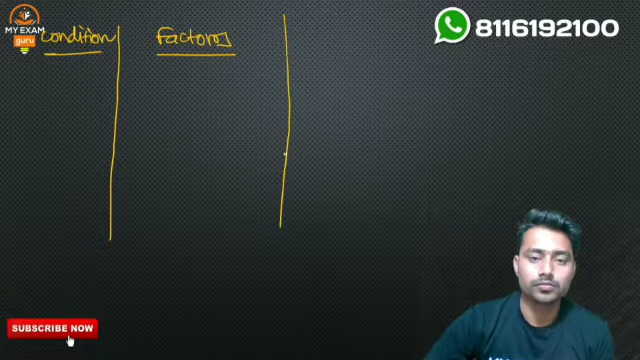 MY EXAM
guru
Condition
Factors
8116192100
SUBSCRIBE NOW